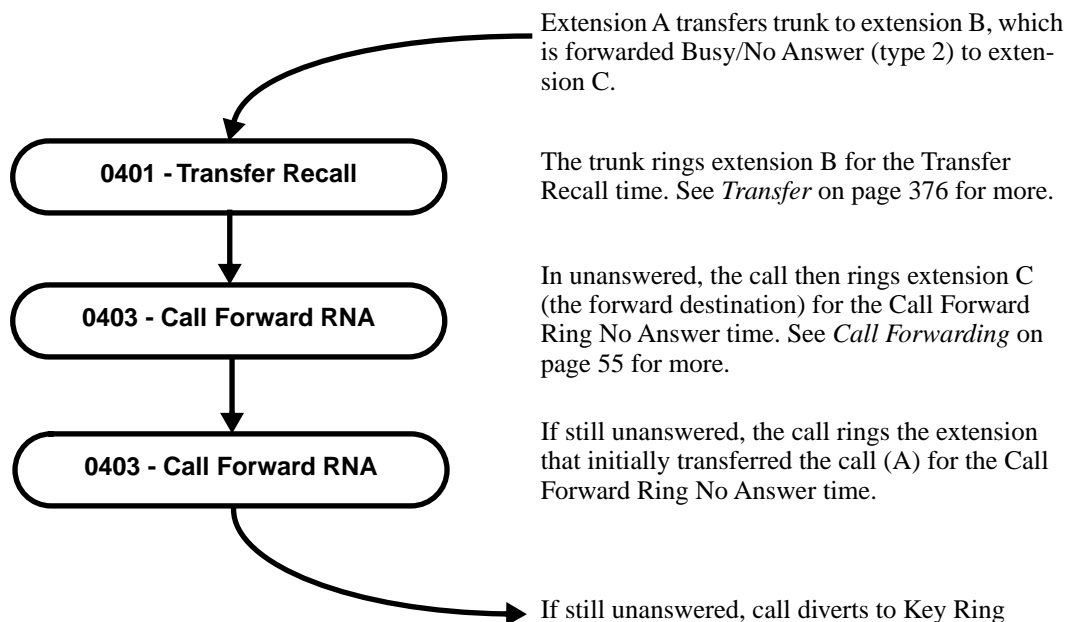 Extension A transfers trunk to extension B, which
is forwarded Busy/No Answer (type 2) to exten-
sion C.
0401 - Transfer Recall
The trunk rings extension B for the Transfer
Recall time. See Transfer on page 376 for more.
0403 - Call Forward RNA
In unanswered, the call then rings extension C
(the forward destination) for the Call Forward
Ring No Answer time. See Call Forwarding on
page 55 for more.
0403 - Call Forward RNA
If still unanswered, the call rings the extension
that initially transferred the call (A) for the Call
Forward Ring No Answer time.
If still unanswered, call diverts to Key Ring